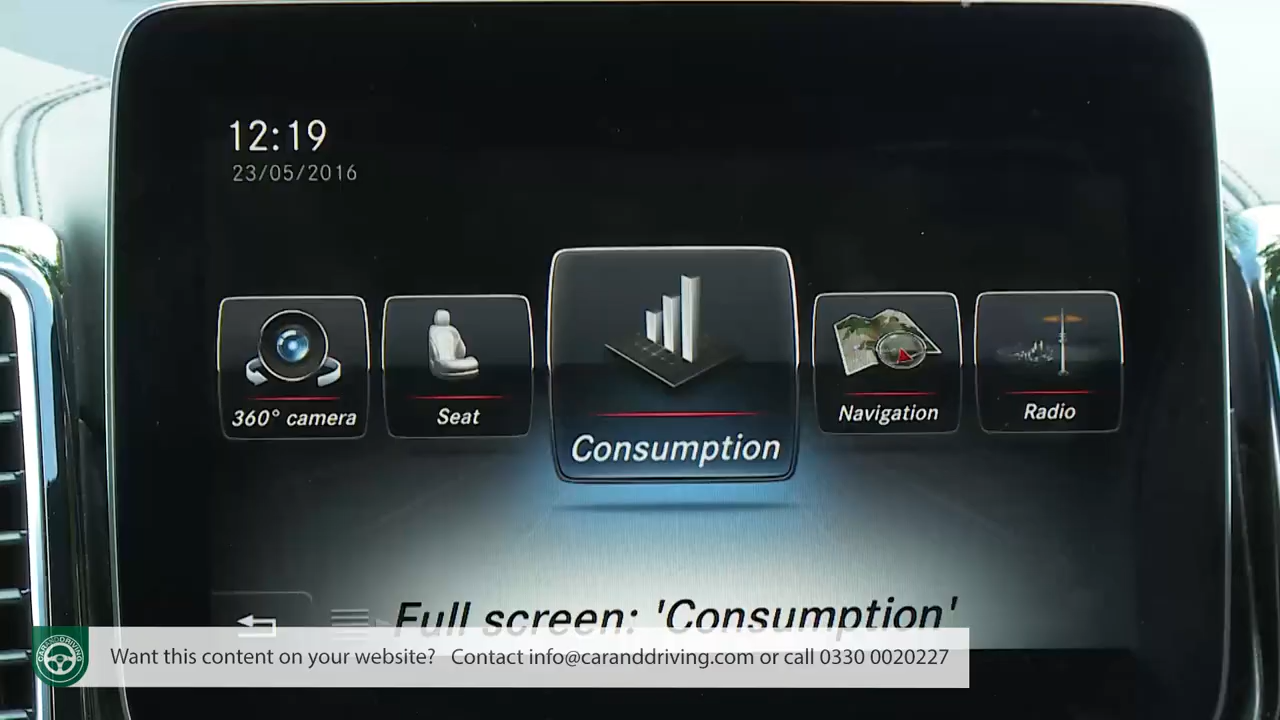 12:19
23/05/2016
360° camera
Seat
Consumption
Navigation
Radio
Full screen: 'Consumption'
CARANDDRIVING
Want this content on your website? Contact info@caranddriving.com or call 0330 0020227